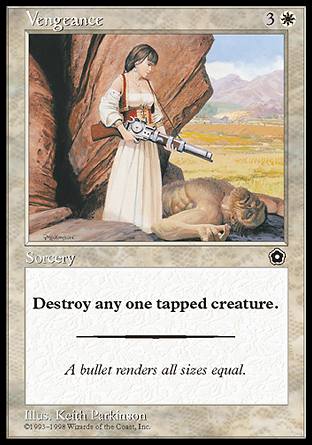 Vengeance 3
Sorcery
Destroy any one tapped creature.
A bullet renders all sizes equal.
Illus. Keith Parkinson
©1993-1998 Wizards of the Coast, Inc.